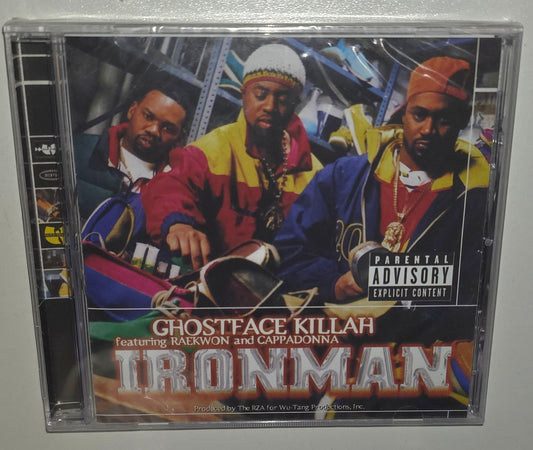 PARENTAL
ADVISORY
EXPLICIT CONTENT
GHOSTFACE KILLAH
featuring RAEKWON and CAPPADONNA
IRONMAN
Produced by The RZA for Wu-Tang Productions, Inc.